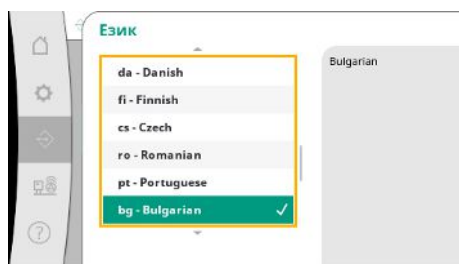 Език
da - Danish
fi - Finnish
cs - Czech
ro - Romanian
pt - Portuguese
bg - Bulgarian
Bulgarian